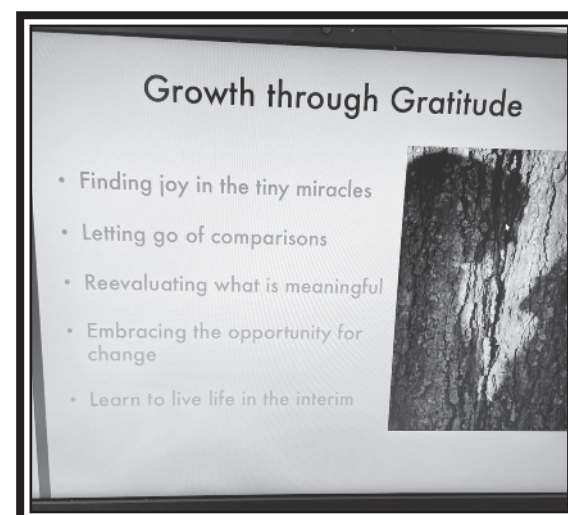 Growth through Gratitude
• Finding joy in the tiny miracles
• Letting go of comparisons
• Reevaluating what is meaningful
• Embracing the opportunity for
change
• Learn to live life in the interim